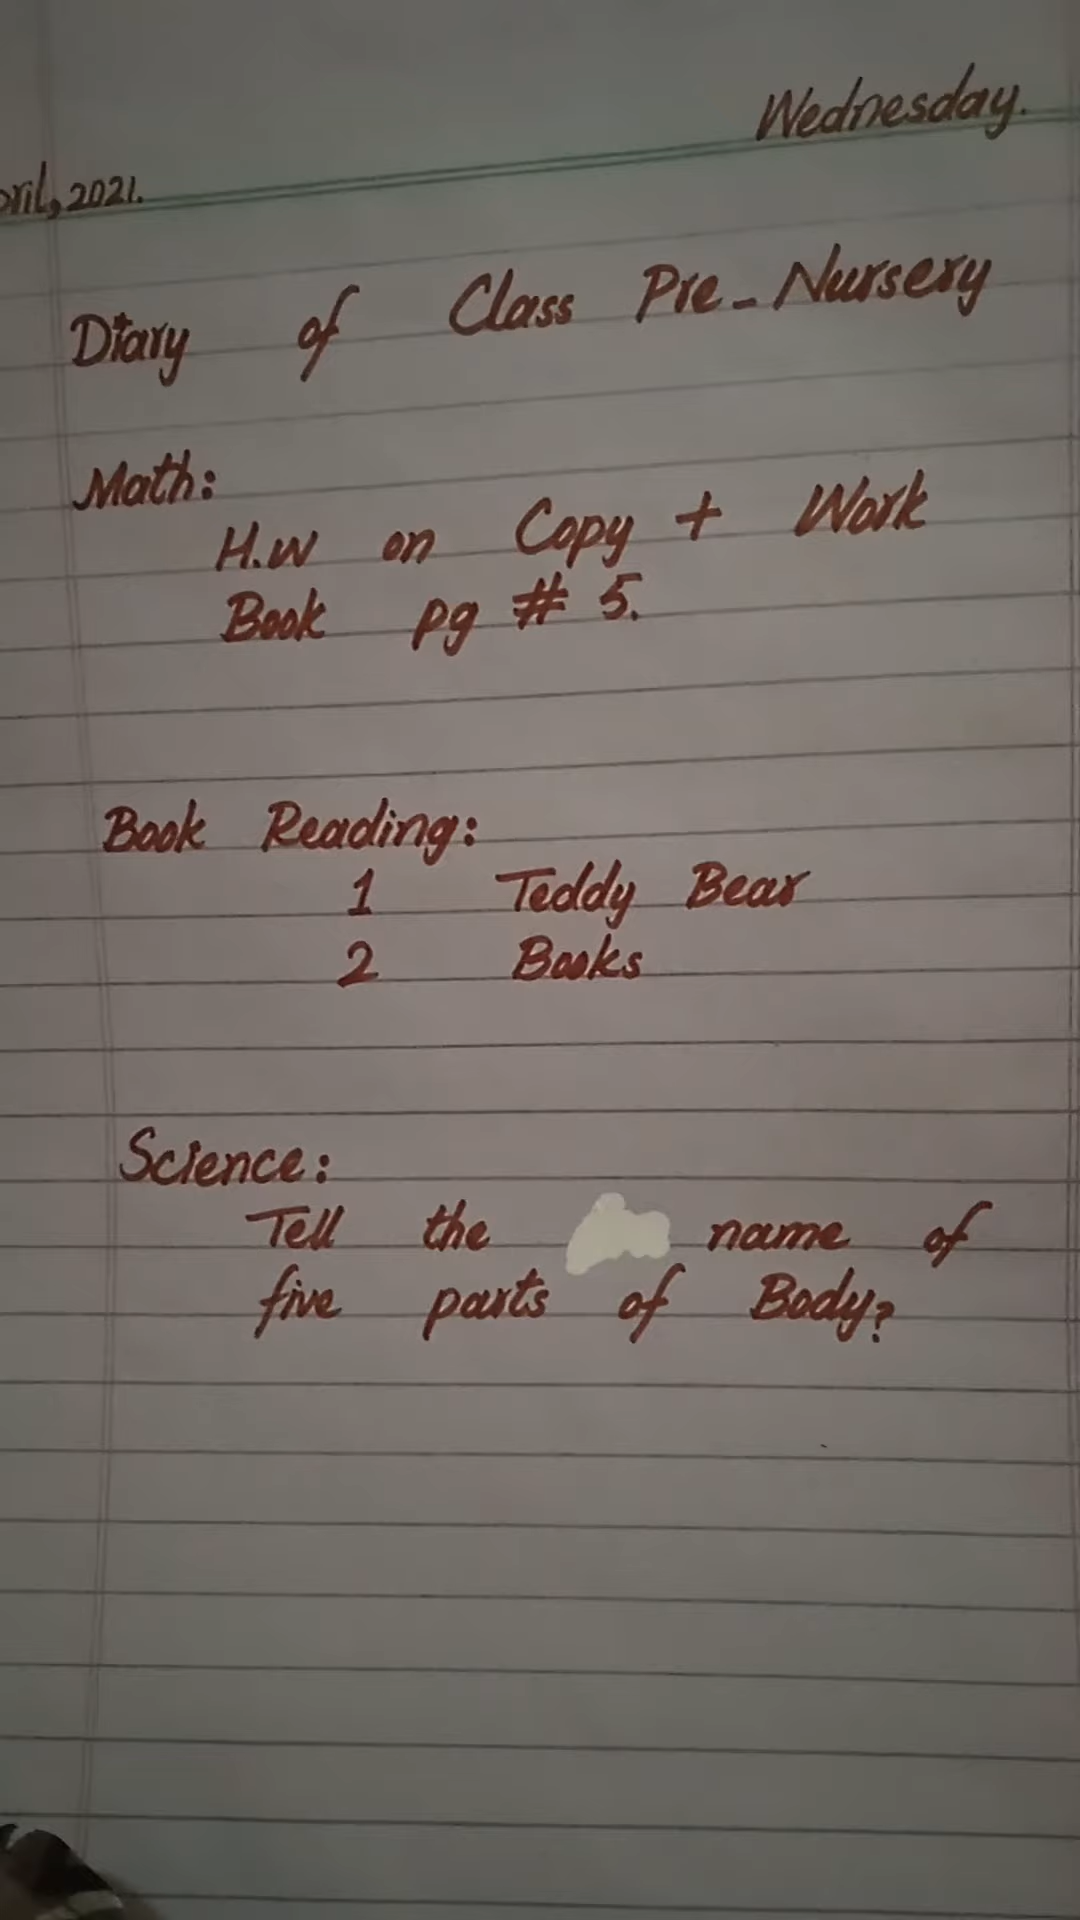 Wednesday.
pril, 2021.
Diary of Class Pre-Nursery
Math:
H.W on Copy + Work
Book pg # 5.
Book Reading:
1 Teddy Bear
2 Books
Science:
Tell the name of
five parts of Body?